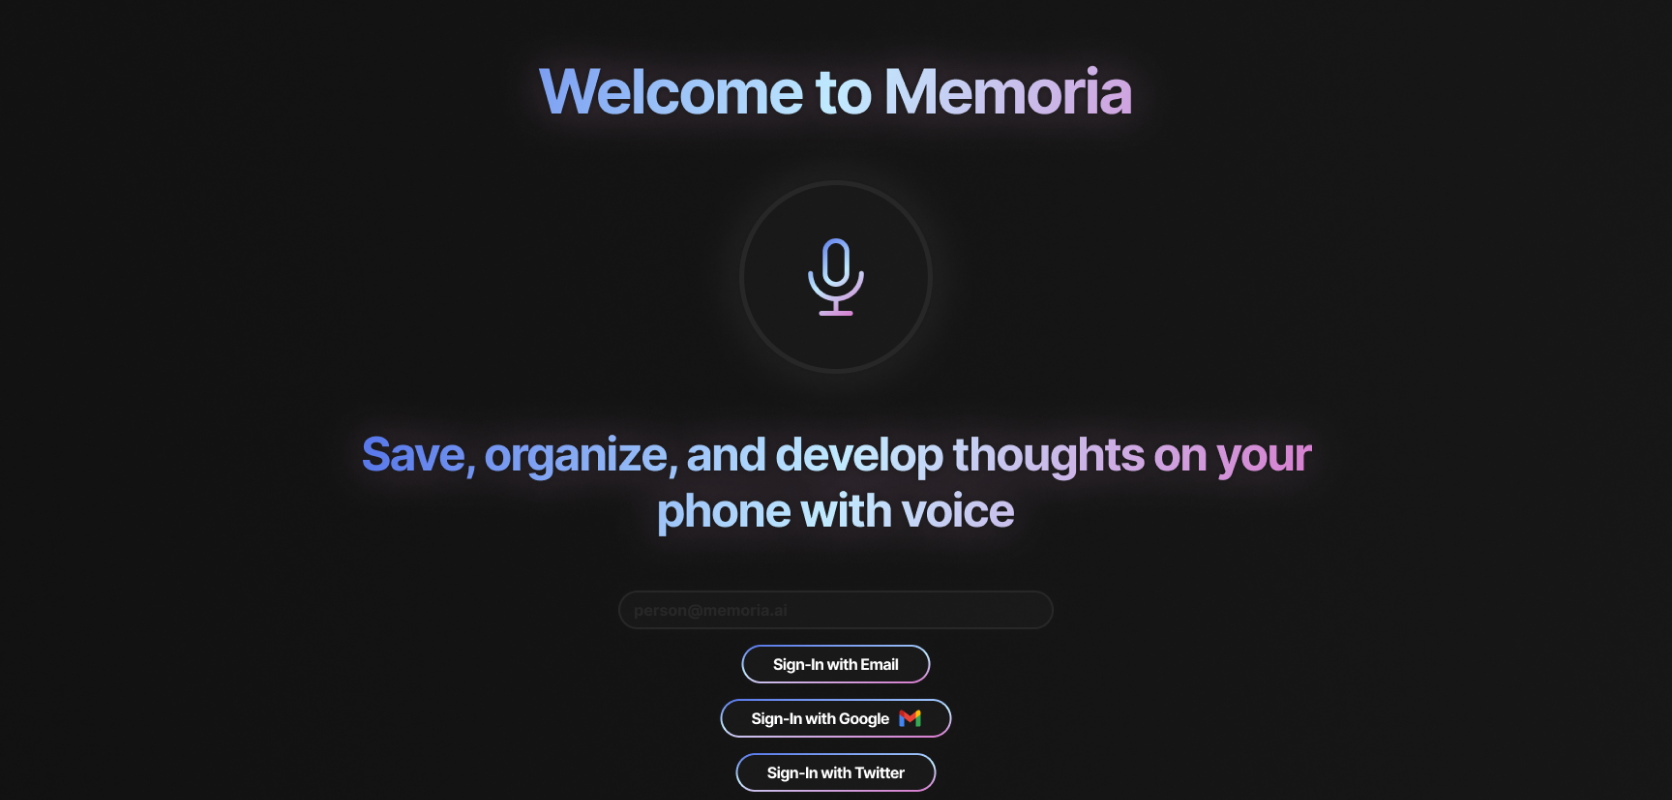 Welcome to Memoria
Save, organize, and develop thoughts on your
phone with voice
person@memoria.ai
Sign-In with Email
Sign-In with Google
Sign-In with Twitter